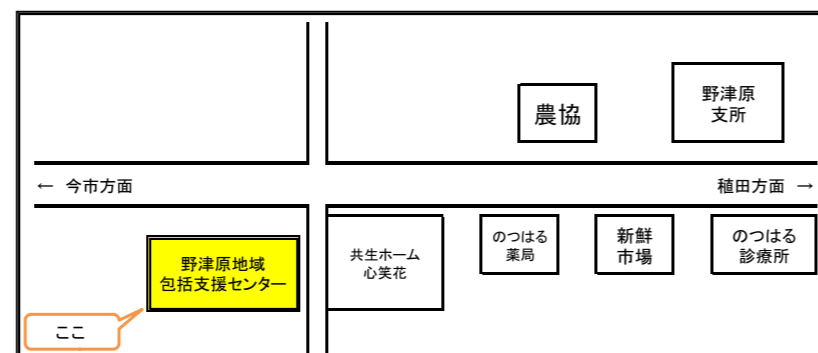 農協
野津原
支所
← 今市方面
稙田方面 →
野津原地域
包括支援センター
共生ホーム
心笑花
のつはる
薬局
新鮮
市場
のつはる
診療所
ここ